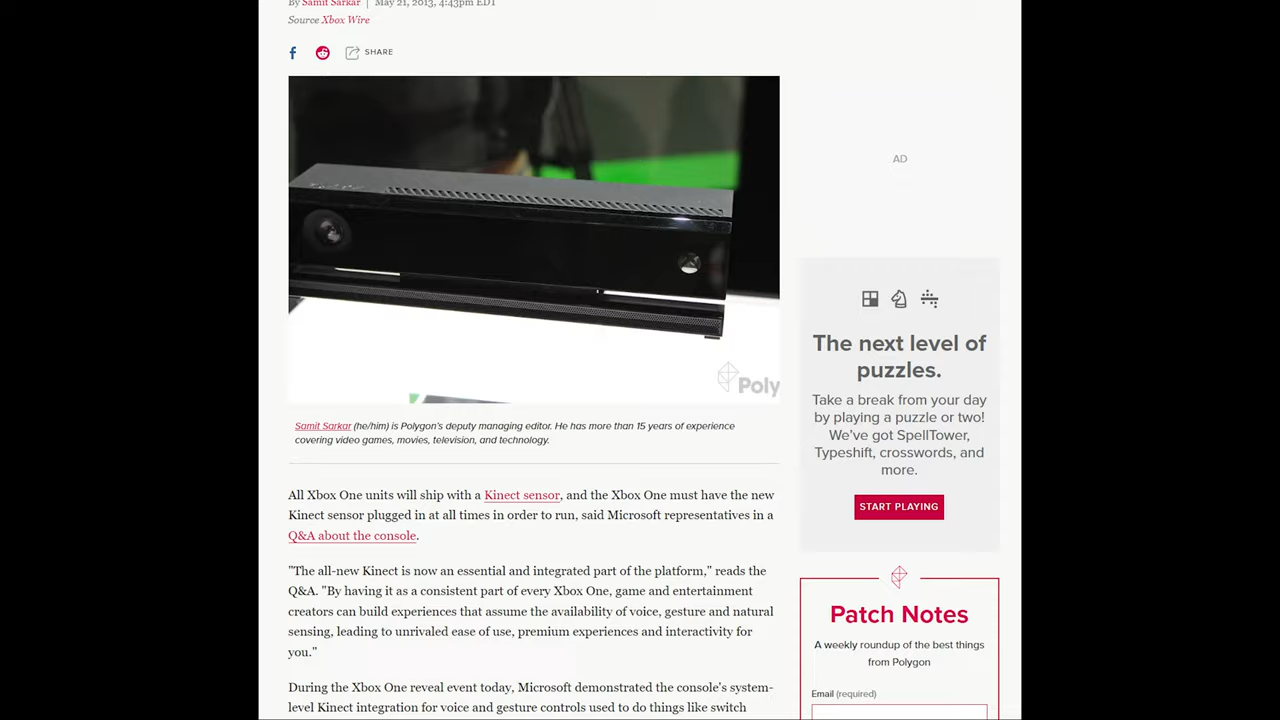 By Samit Sarkar | May 21, 2013, 4:43pm EDT
Source Xbox Wire
SHARE
Poly
Samit Sarkar (he/him) is Polygon's deputy managing editor. He has more than 15 years of experience
covering video games, movies, television, and technology.
All Xbox One units will ship with a Kinect sensor, and the Xbox One must have the new
Kinect sensor plugged in at all times in order to run, said Microsoft representatives in a
Q&A about the console.
"The all-new Kinect is now an essential and integrated part of the platform," reads the
Q&A. "By having it as a consistent part of every Xbox One, game and entertainment
creators can build experiences that assume the availability of voice, gesture and natural
sensing, leading to unrivaled ease of use, premium experiences and interactivity for
you."
During the Xbox One reveal event today, Microsoft demonstrated the console's system-
level Kinect integration for voice and gesture controls used to do things like switch
AD
The next level of
puzzles.
Take a break from your day
by playing a puzzle or two!
We've got SpellTower,
Typeshift, crosswords, and
more.
START PLAYING
Patch Notes
A weekly roundup of the best things
from Polygon
Email (required)